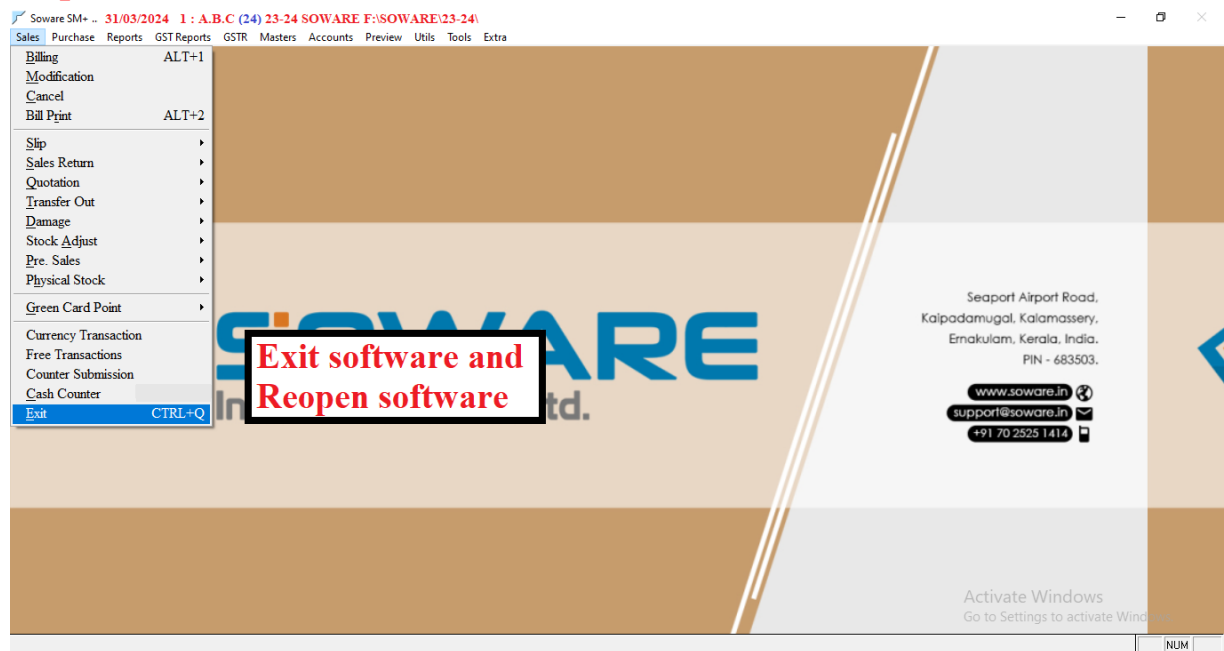 Soware SM+ .. 31/03/2024 1 : A.B.C (24) 23-24 SOWARE F:\SOWARE\23-24\
Sales Purchase Reports GST Reports GSTR Masters Accounts Preview Utils Tools Extra
Billing ALT+1
Modification
Cancel
Bill Print ALT+2
Slip
Sales Return
Quotation
Transfer Out
Damage
Stock Adjust
Pre. Sales
Physical Stock
Green Card Point
Currency Transaction
Free Transactions
Counter Submission
Cash Counter
Exit CTRL+Q
SOWARE
td.
Exit software and
Reopen software
Seaport Airport Road,
Kaipadamugal, Kalamassery,
Ernakulam, Kerala, India.
PIN - 683503.
www.soware.in
support@soware.in
+91 70 2525 1414
Activate Windows
Go to Settings to activate Windows.
NUM